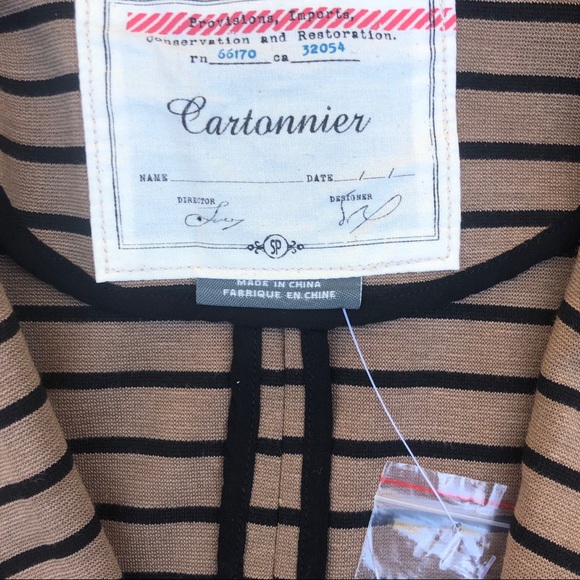 Provisions, Imports,
Conservation and Restoration.
rn 66170 ca 32054
Cartonnier
NAME DATE / /
DIRECTOR DESIGNER
SP
MADE IN CHINA
FABRIQUE EN CHINE